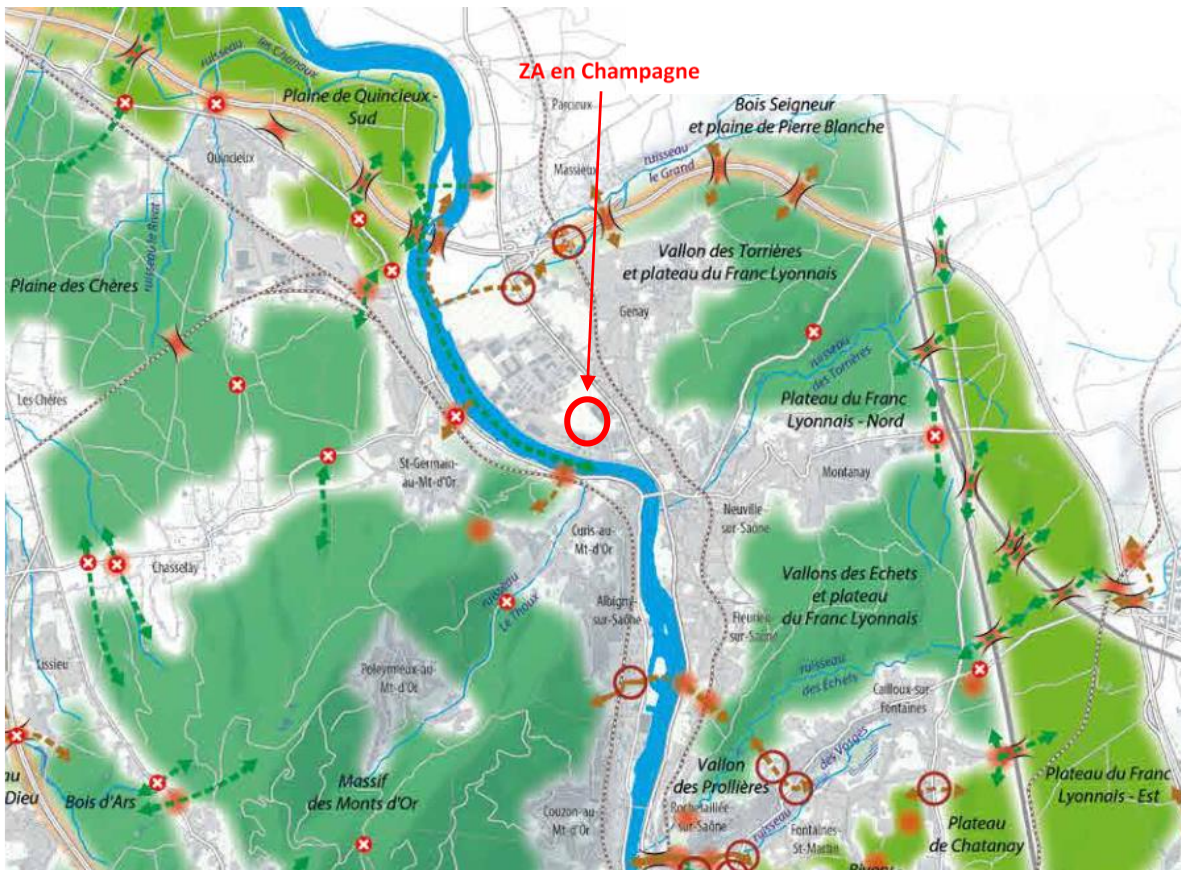 ZA en Champagne
ruisseau
les Chanaux
Plaine de Quincieux -
Sud
Parcieux
Bois Seigneur
et plaine de Pierre Blanche
Quincieux
Massieux
ruisseau
le Grand
ruisseau le Rivat
Vallon des Torrières
et plateau du Franc Lyonnais
Plaine des Chères
Genay
ruisseau
des Torrières
Les Chères
Plateau du Franc
Lyonnais - Nord
St-Germain
-au-Mt-d'Or
Montanay
Neuville
-sur-Saône
Curis-au-
Mt-d'Or
Chasselay
Vallons des Echets
et plateau
du Franc Lyonnais
ruisseau
Le Thoux
Albigny
-sur-Saône
Fleurieu
-sur-Saône
Lissieu
Poleymieux-au-
Mt-d'Or
ruisseau
des Echets
Cailloux-sur-
Fontaines
des Vosges
Massif
des Monts d'Or
Vallon
des Prollières
Plateau du Franc
Lyonnais - Est
au
Dieu
Bois d'Ars
Couzon-au-
Mt-d'Or
Rochetaillée
-sur-Saône
ruisseau
Fontaines-
St-Martin
Plateau
de Chatanay